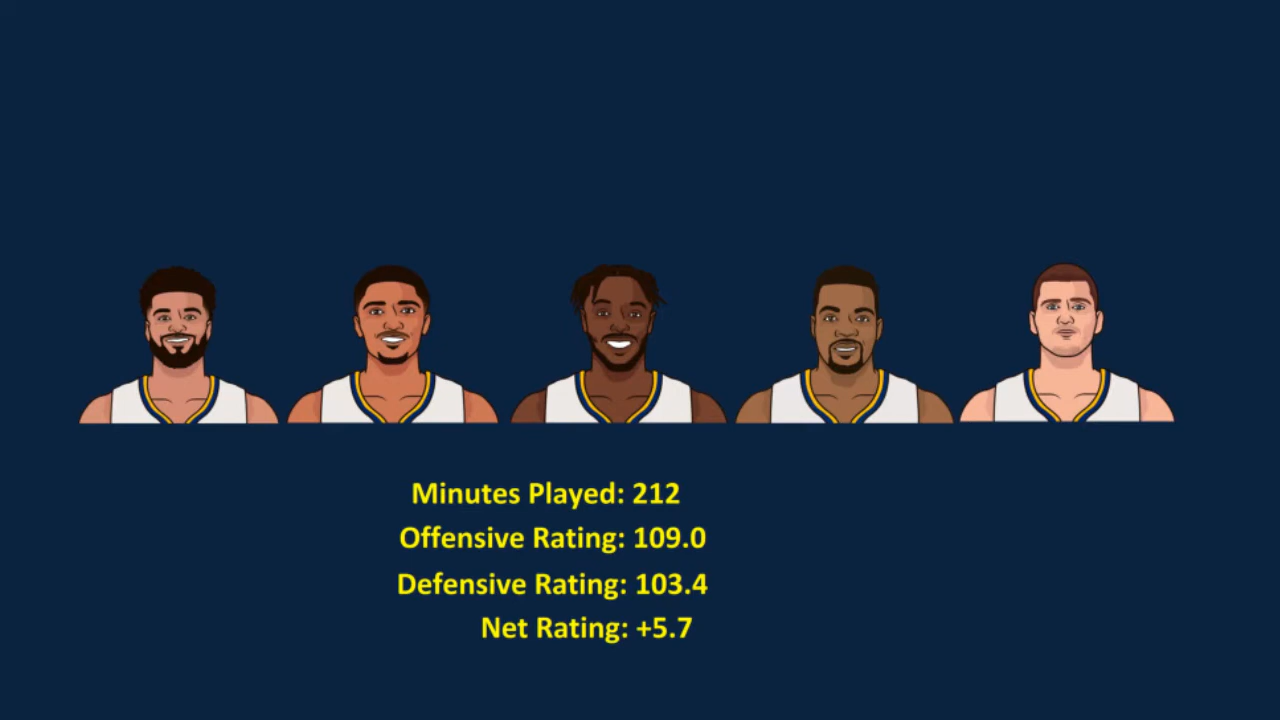 Minutes Played: 212
Offensive Rating: 109.0
Defensive Rating: 103.4
Net Rating: +5.7